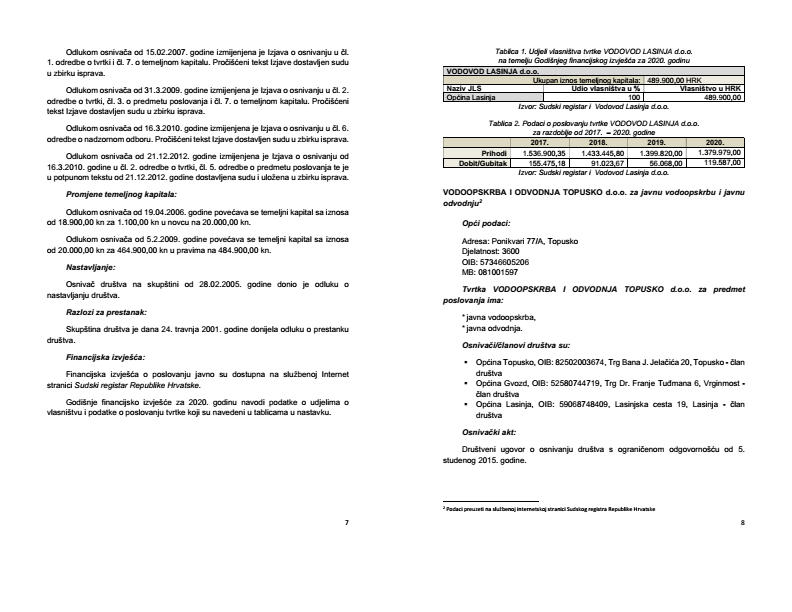 Odlukom osnivača od 15.02.2007. godine izmijenjena je Izjava o osnivanju u čl.
1. odredbe o tvrtki i čl. 7. o temeljnom kapitalu. Pročišćeni tekst Izjave dostavljen sudu
u zbirku isprava.
Odlukom osnivača od 31.3.2009. godine izmijenjena je Izjava o osnivanju u čl. 2.
odredbe o tvrtki, čl. 3. o predmetu poslovanja i čl. 7. o temeljnom kapitalu. Pročišćeni
tekst Izjave dostavljen sudu u zbirku isprava.
Odlukom osnivača od 16.3.2010. godine izmijenjena je Izjava o osnivanju u čl. 6.
odredbe o nadzornom odboru. Pročišćeni tekst Izjave dostavljen sudu u zbirku isprava.
Odlukom osnivača od 21.12.2012. godine izmijenjena je Izjava o osnivanju od
16.3.2010. godine u čl. 2. odredbe o tvrtki, čl. 5. odredbe o predmetu poslovanja te je
u potpunom tekstu od 21.12.2012. godine dostavljena sudu i uložena u zbirku isprava.
Promjene temeljnog kapitala:
Odlukom osnivača od 19.04.2006. godine povećava se temeljni kapital sa iznosa
od 18.900,00 kn za 1.100,00 kn u novcu na 20.000,00 kn.
Odlukom osnivača od 5.2.2009. godine povećava se temeljni kapital sa iznosa
od 20.000,00 kn za 464.900,00 kn u pravima na 484.900,00 kn.
Nastavljanje:
Osnivač društva na skupštini od 28.02.2005. godine donio je odluku o
nastavljanju društva.
Razlozi za prestanak:
Skupština društva je dana 24. travnja 2001. godine donijela odluku o prestanku
društva.
Financijska izvješća:
Financijska izvješća o poslovanju javno su dostupna na službenoj Internet
stranici Sudski registar Republike Hrvatske.
Godišnje financijsko izvješće za 2020. godinu navodi podatke o udjelima o
vlasništvu i podatke o poslovanju tvrtke koji su navedeni u tablicama u nastavku.
7
Tablica 1. Udjeli vlasništva tvrtke VODOVOD LASINJA d.o.o.
na temelju Godišnjeg financijskog izvješća za 2020. godinu
VODOVOD LASINJA d.o.o.
Ukupan iznos temeljnog kapitala: 489.900,00 HRK
Naziv JLS Udio vlasništva u % Vlasništvo u HRK
Općina Lasinja 100 489.900,00
Izvor: Sudski registar i Vodovod Lasinja d.o.o.
Tablica 2. Podaci o poslovanju tvrtke VODOVOD LASINJA d.o.o.
za razdoblje od 2017. – 2020. godine
2017. 2018. 2019. 2020.
Prihodi 1.536.900,35 1.433.445,80 1.399.820,00 1.379.979,00
Dobit/Gubitak 155.475,18 91.023,67 56.068,00 119.587,00
Izvor: Sudski registar i Vodovod Lasinja d.o.o.
VODOOPSKRBA I ODVODNJA TOPUSKO d.o.o. za javnu vodoopskrbu i javnu
odvodnju²
Opći podaci:
Adresa: Ponikvari 77/A, Topusko
Djelatnost: 3600
OIB: 57346605206
MB: 081001597
Tvrtka VODOOPSKRBA I ODVODNJA TOPUSKO d.o.o. za predmet
poslovanja ima:
* javna vodoopskrba,
* javna odvodnja.
Osnivači/članovi društva su:
▪ Općina Topusko, OIB: 82502003674, Trg Bana J. Jelačića 20, Topusko - član
društva
▪ Općina Gvozd, OIB: 52580744719, Trg Dr. Franje Tuđmana 6, Vrginmost -
član društva
▪ Općina Lasinja, OIB: 59068748409, Lasinjska cesta 19, Lasinja - član
društva
Osnivački akt:
Društveni ugovor o osnivanju društva s ograničenom odgovornošću od 5.
studenog 2015. godine.
² Podaci preuzeti na službenoj internetskoj stranici Sudskog registra Republike Hrvatske
8